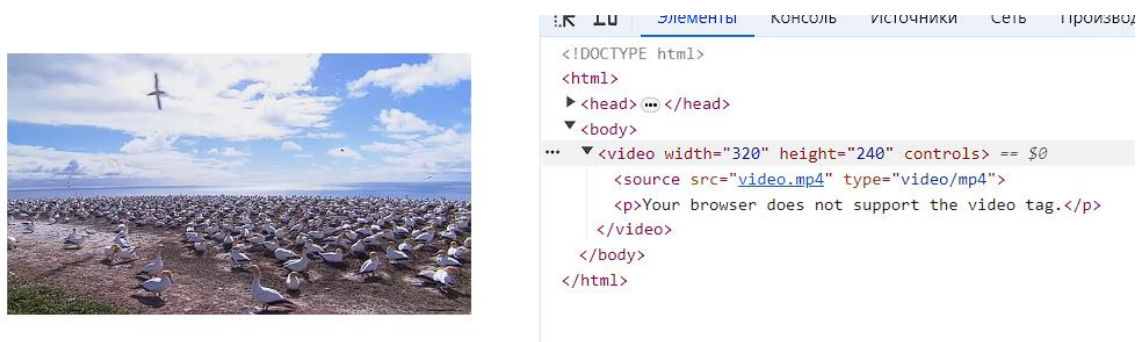 Элементы Консоль Источники Сеть Производ
<!DOCTYPE html>
<html>
<head> ••• </head>
<body>
••• <video width="320" height="240" controls> == $0
<source src="video.mp4" type="video/mp4">
<p>Your browser does not support the video tag.</p>
</video>
</body>
</html>